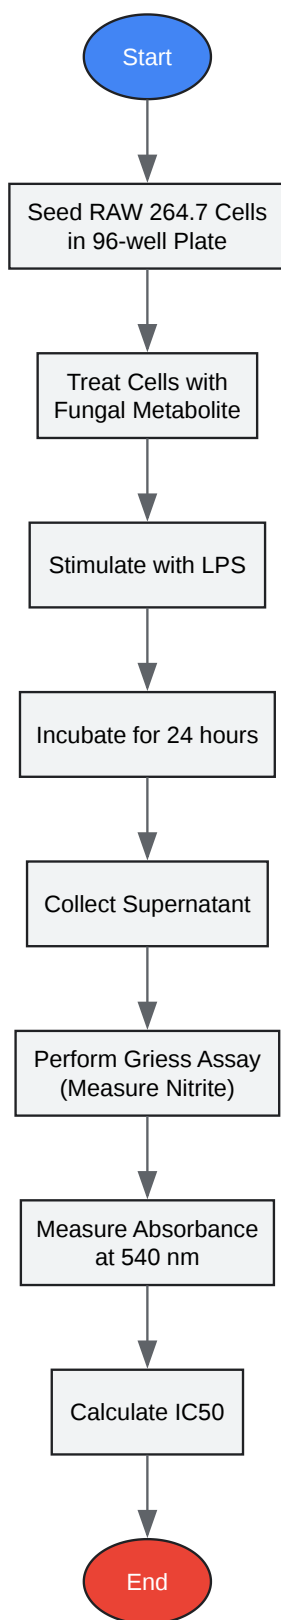 Start
Seed RAW 264.7 Cells
in 96-well Plate
Treat Cells with
Fungal Metabolite
Stimulate with LPS
Incubate for 24 hours
Collect Supernatant
Perform Griess Assay
(Measure Nitrite)
Measure Absorbance
at 540 nm
Calculate IC50
End